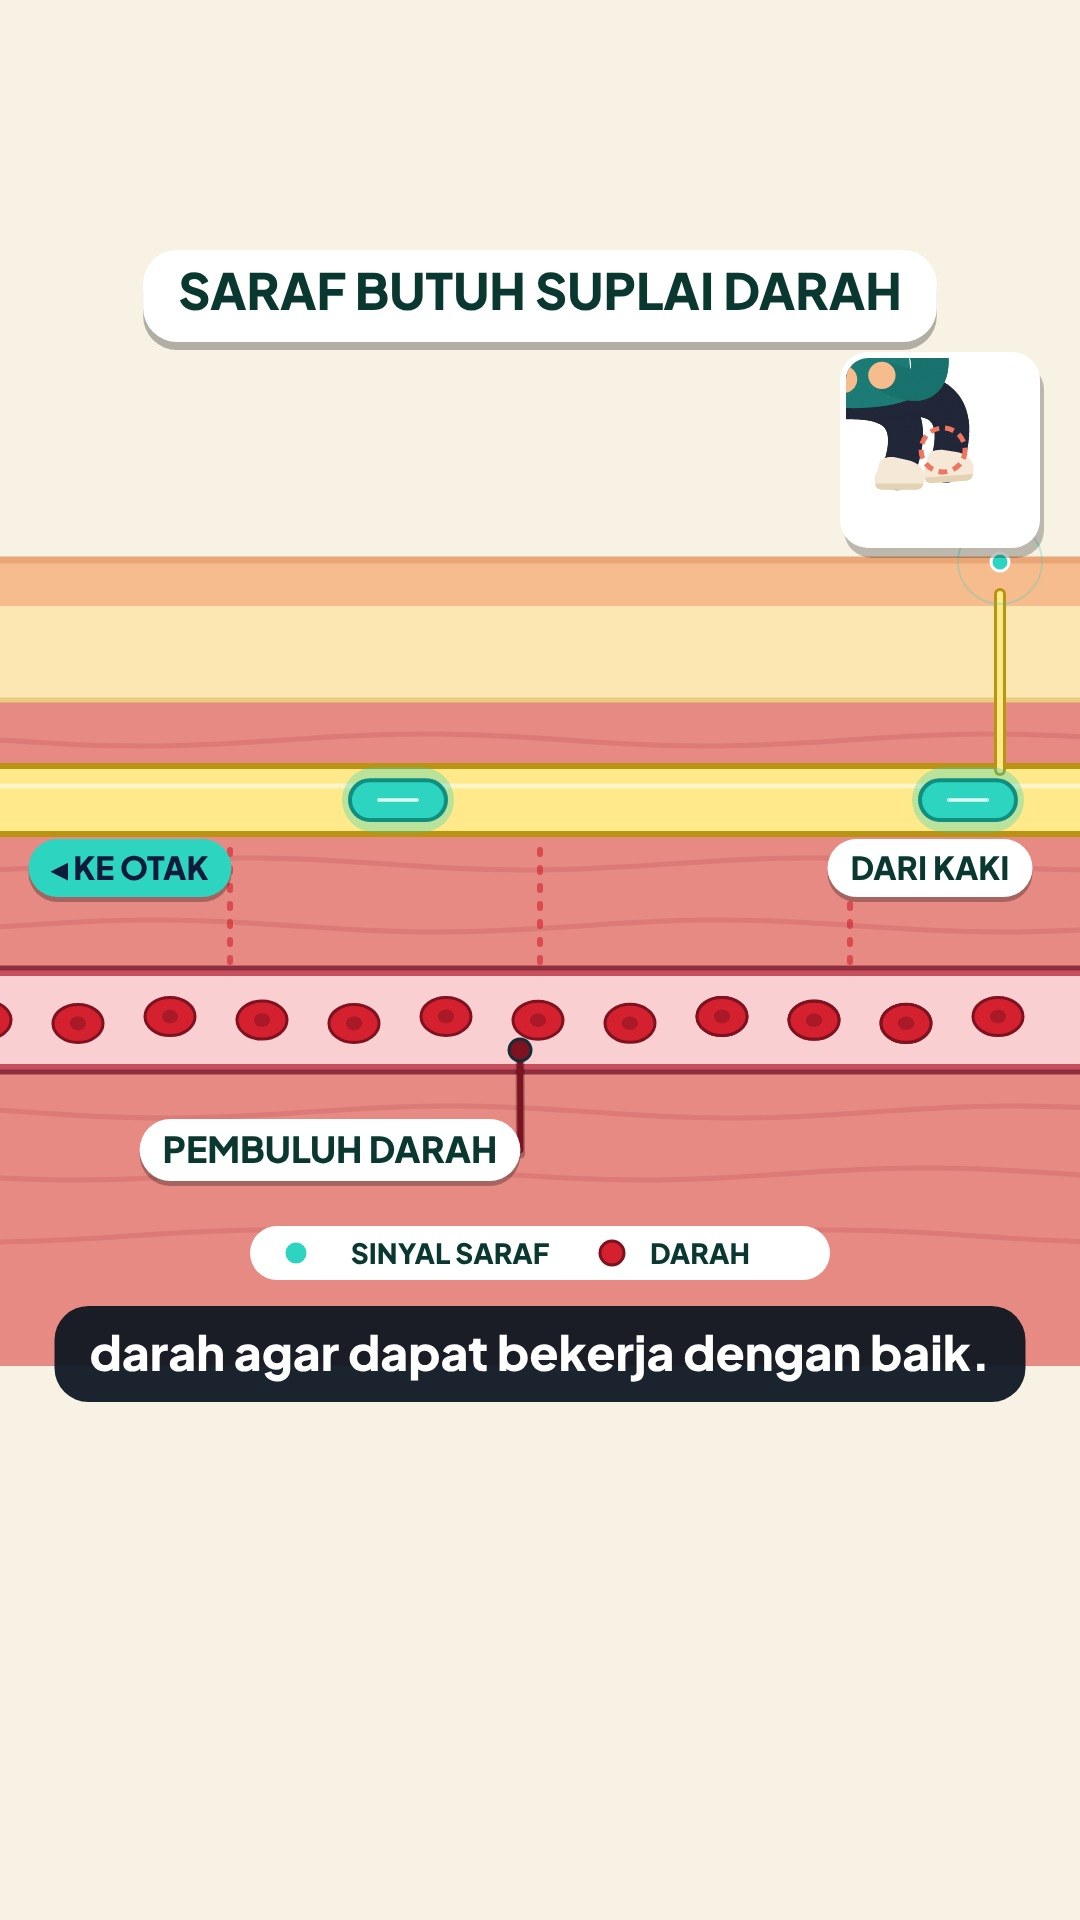 SARAF BUTUH SUPLAI DARAH
◀ KE OTAK
DARI KAKI
PEMBULUH DARAH
SINYAL SARAF
DARAH
darah agar dapat bekerja dengan baik.